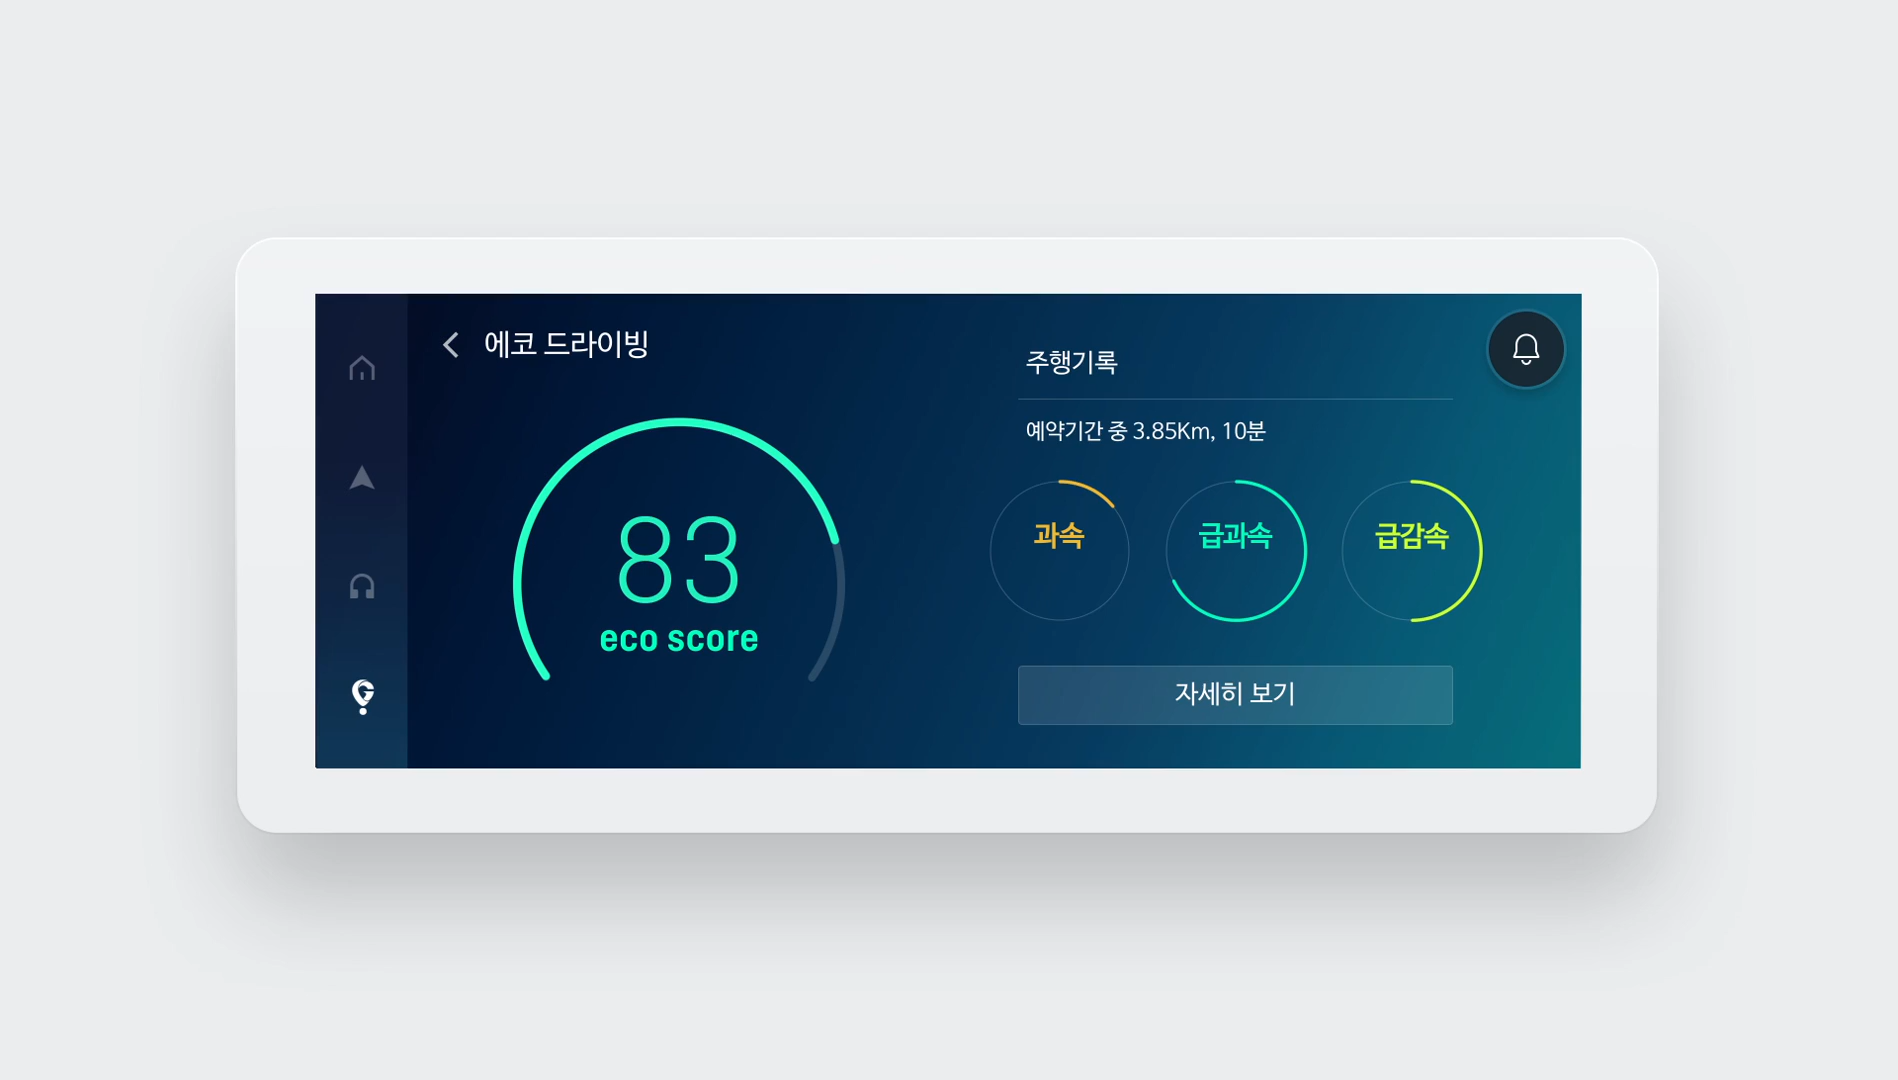 에코 드라이빙
83
eco score
주행기록
예약기간 중 3.85Km, 10분
과속
급과속
급감속
자세히 보기